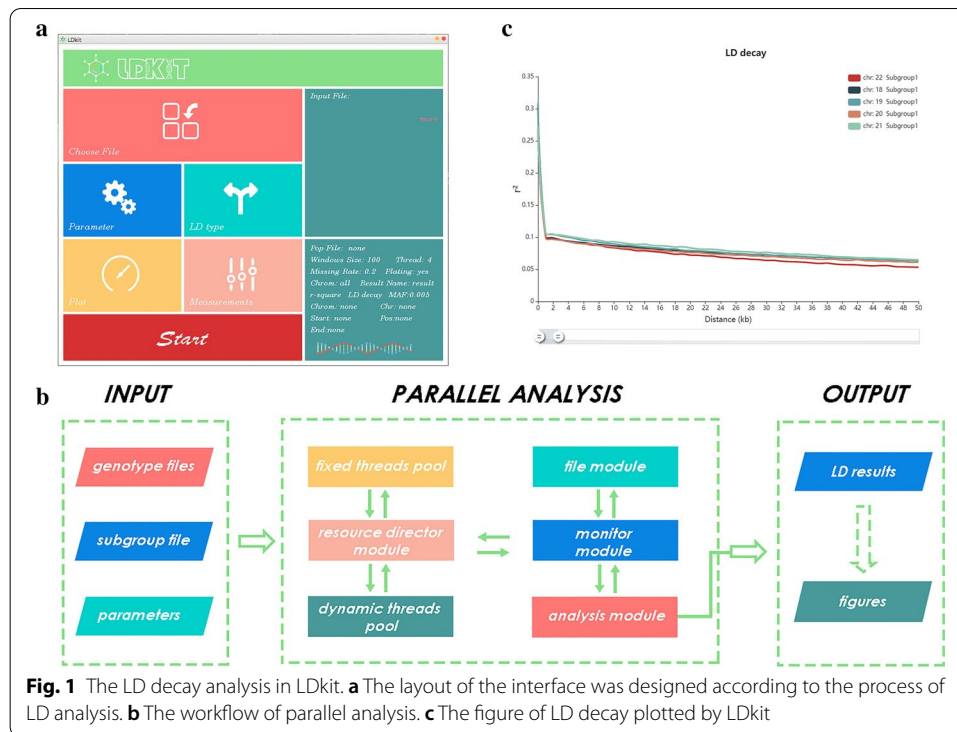 a
LDkit
LDKIT
Choose File
Parameter
LD type
Plot
Measurements
Start
Input File:
Pop File: none
Windows Size: 100 Thread: 4
Missing Rate: 0.2 Plating: yes
Chrom: all Result Name: result
r-square LD decay MAF:0.005
Chrom: none Chr: none
Start: none Pos:none
End:none
c
LD decay
chr: 22 Subgroup1
chr: 18 Subgroup1
chr: 19 Subgroup1
chr: 20 Subgroup1
chr: 21 Subgroup1
r²
0.35
0.3
0.25
0.2
0.15
0.1
0.05
0
0 2 4 6 8 10 12 14 16 18 20 22 24 26 28 30 32 34 36 38 40 42 44 46 48 50
Distance (kb)
b
INPUT
genotype files
subgroup file
parameters
PARALLEL ANALYSIS
fixed threads pool
resource director
module
dynamic threads
pool
file module
monitor
module
analysis module
OUTPUT
LD results
figures
Fig. 1 The LD decay analysis in LDkit. a The layout of the interface was designed according to the process of
LD analysis. b The workflow of parallel analysis. c The figure of LD decay plotted by LDkit